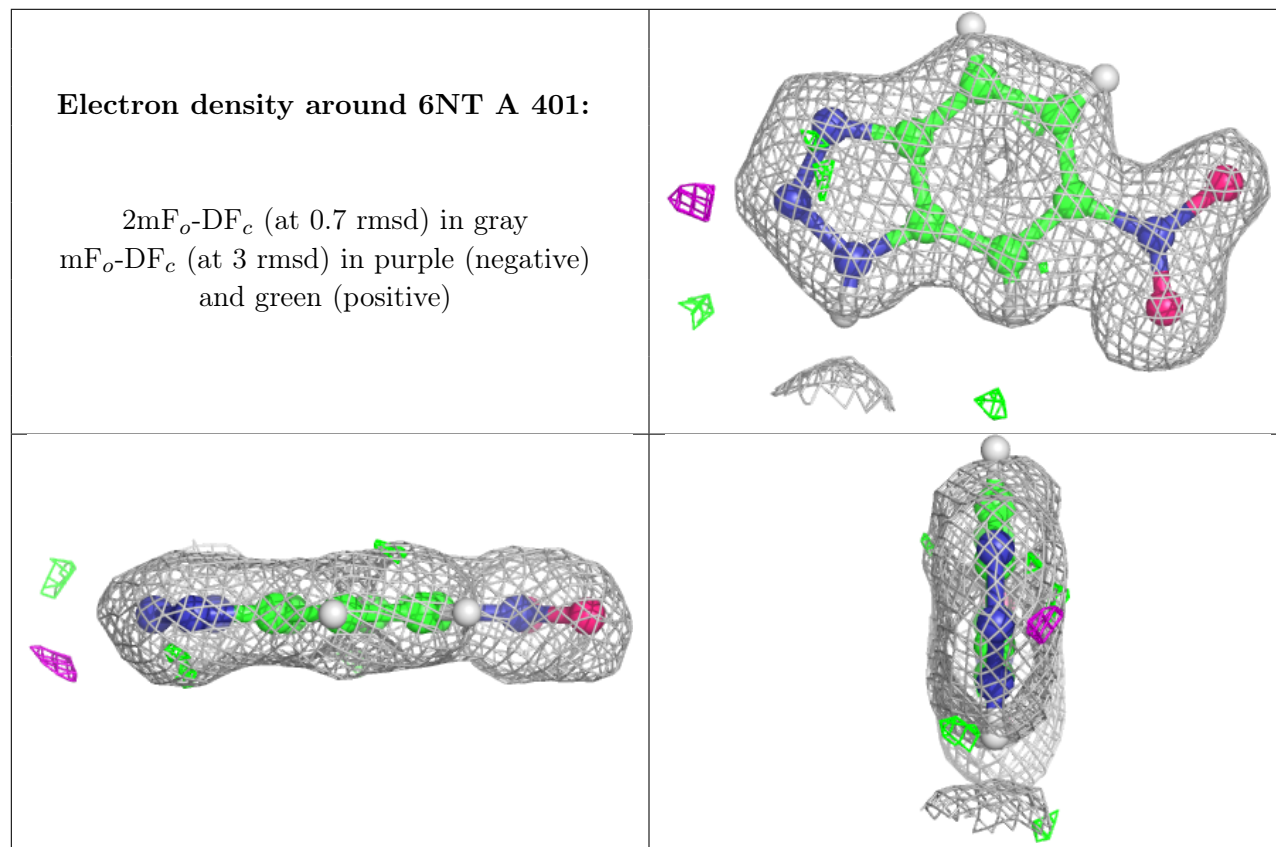 Electron density around 6NT A 401:
2mFo-DFc (at 0.7 rmsd) in gray
mFo-DFc (at 3 rmsd) in purple (negative)
and green (positive)